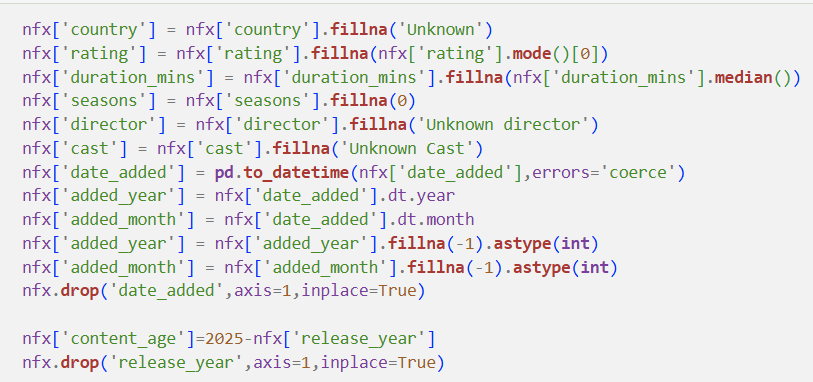 nfx['country'] = nfx['country'].fillna('Unknown')
nfx['rating'] = nfx['rating'].fillna(nfx['rating'].mode()[0])
nfx['duration_mins'] = nfx['duration_mins'].fillna(nfx['duration_mins'].median())
nfx['seasons'] = nfx['seasons'].fillna(0)
nfx['director'] = nfx['director'].fillna('Unknown director')
nfx['cast'] = nfx['cast'].fillna('Unknown Cast')
nfx['date_added'] = pd.to_datetime(nfx['date_added'],errors='coerce')
nfx['added_year'] = nfx['date_added'].dt.year
nfx['added_month'] = nfx['date_added'].dt.month
nfx['added_year'] = nfx['added_year'].fillna(-1).astype(int)
nfx['added_month'] = nfx['added_month'].fillna(-1).astype(int)
nfx.drop('date_added',axis=1,inplace=True)
nfx['content_age']=2025-nfx['release_year']
nfx.drop('release_year',axis=1,inplace=True)